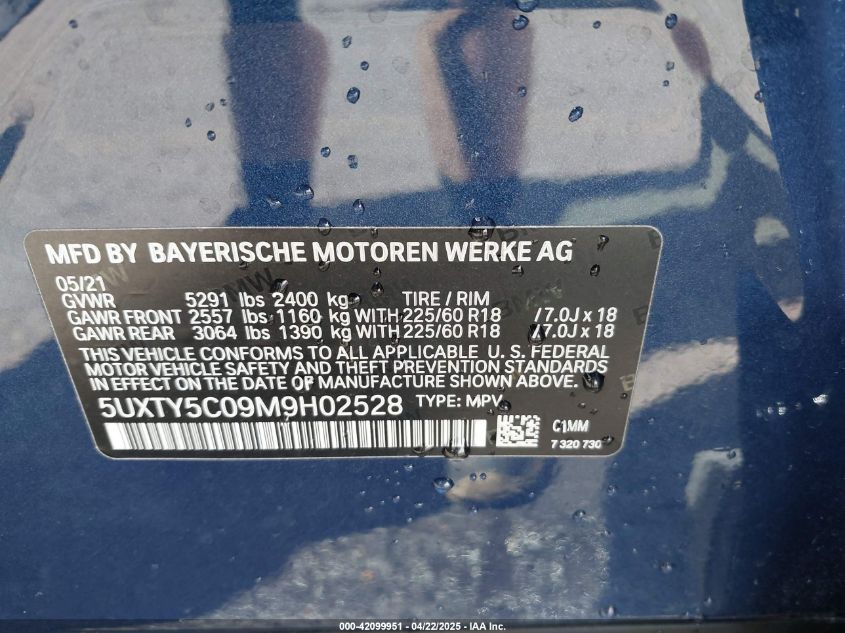 MFD BY BAYERISCHE MOTOREN WERKE AG
05/21
GVWR 5291 lbs 2400 kg TIRE / RIM
GAWR FRONT 2557 lbs 1160 kg WITH 225/60 R18 / 7.0J x 18
GAWR REAR 3064 lbs 1390 kg WITH 225/60 R18 / 7.0J x 18
THIS VEHICLE CONFORMS TO ALL APPLICABLE U. S. FEDERAL
MOTOR VEHICLE SAFETY AND THEFT PREVENTION STANDARDS
IN EFFECT ON THE DATE OF MANUFACTURE SHOWN ABOVE.
5UXTY5C09M9H02528 TYPE: MPV
C1MM
7 320 730
000-42099951 - 04/22/2025 - IAA Inc.